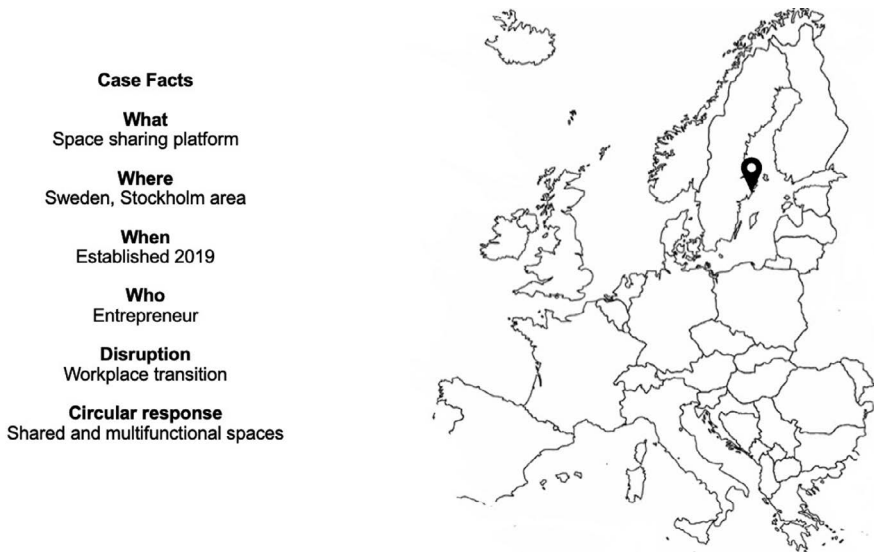 Case Facts
What
Space sharing platform
Where
Sweden, Stockholm area
When
Established 2019
Who
Entrepreneur
Disruption
Workplace transition
Circular response
Shared and multifunctional spaces